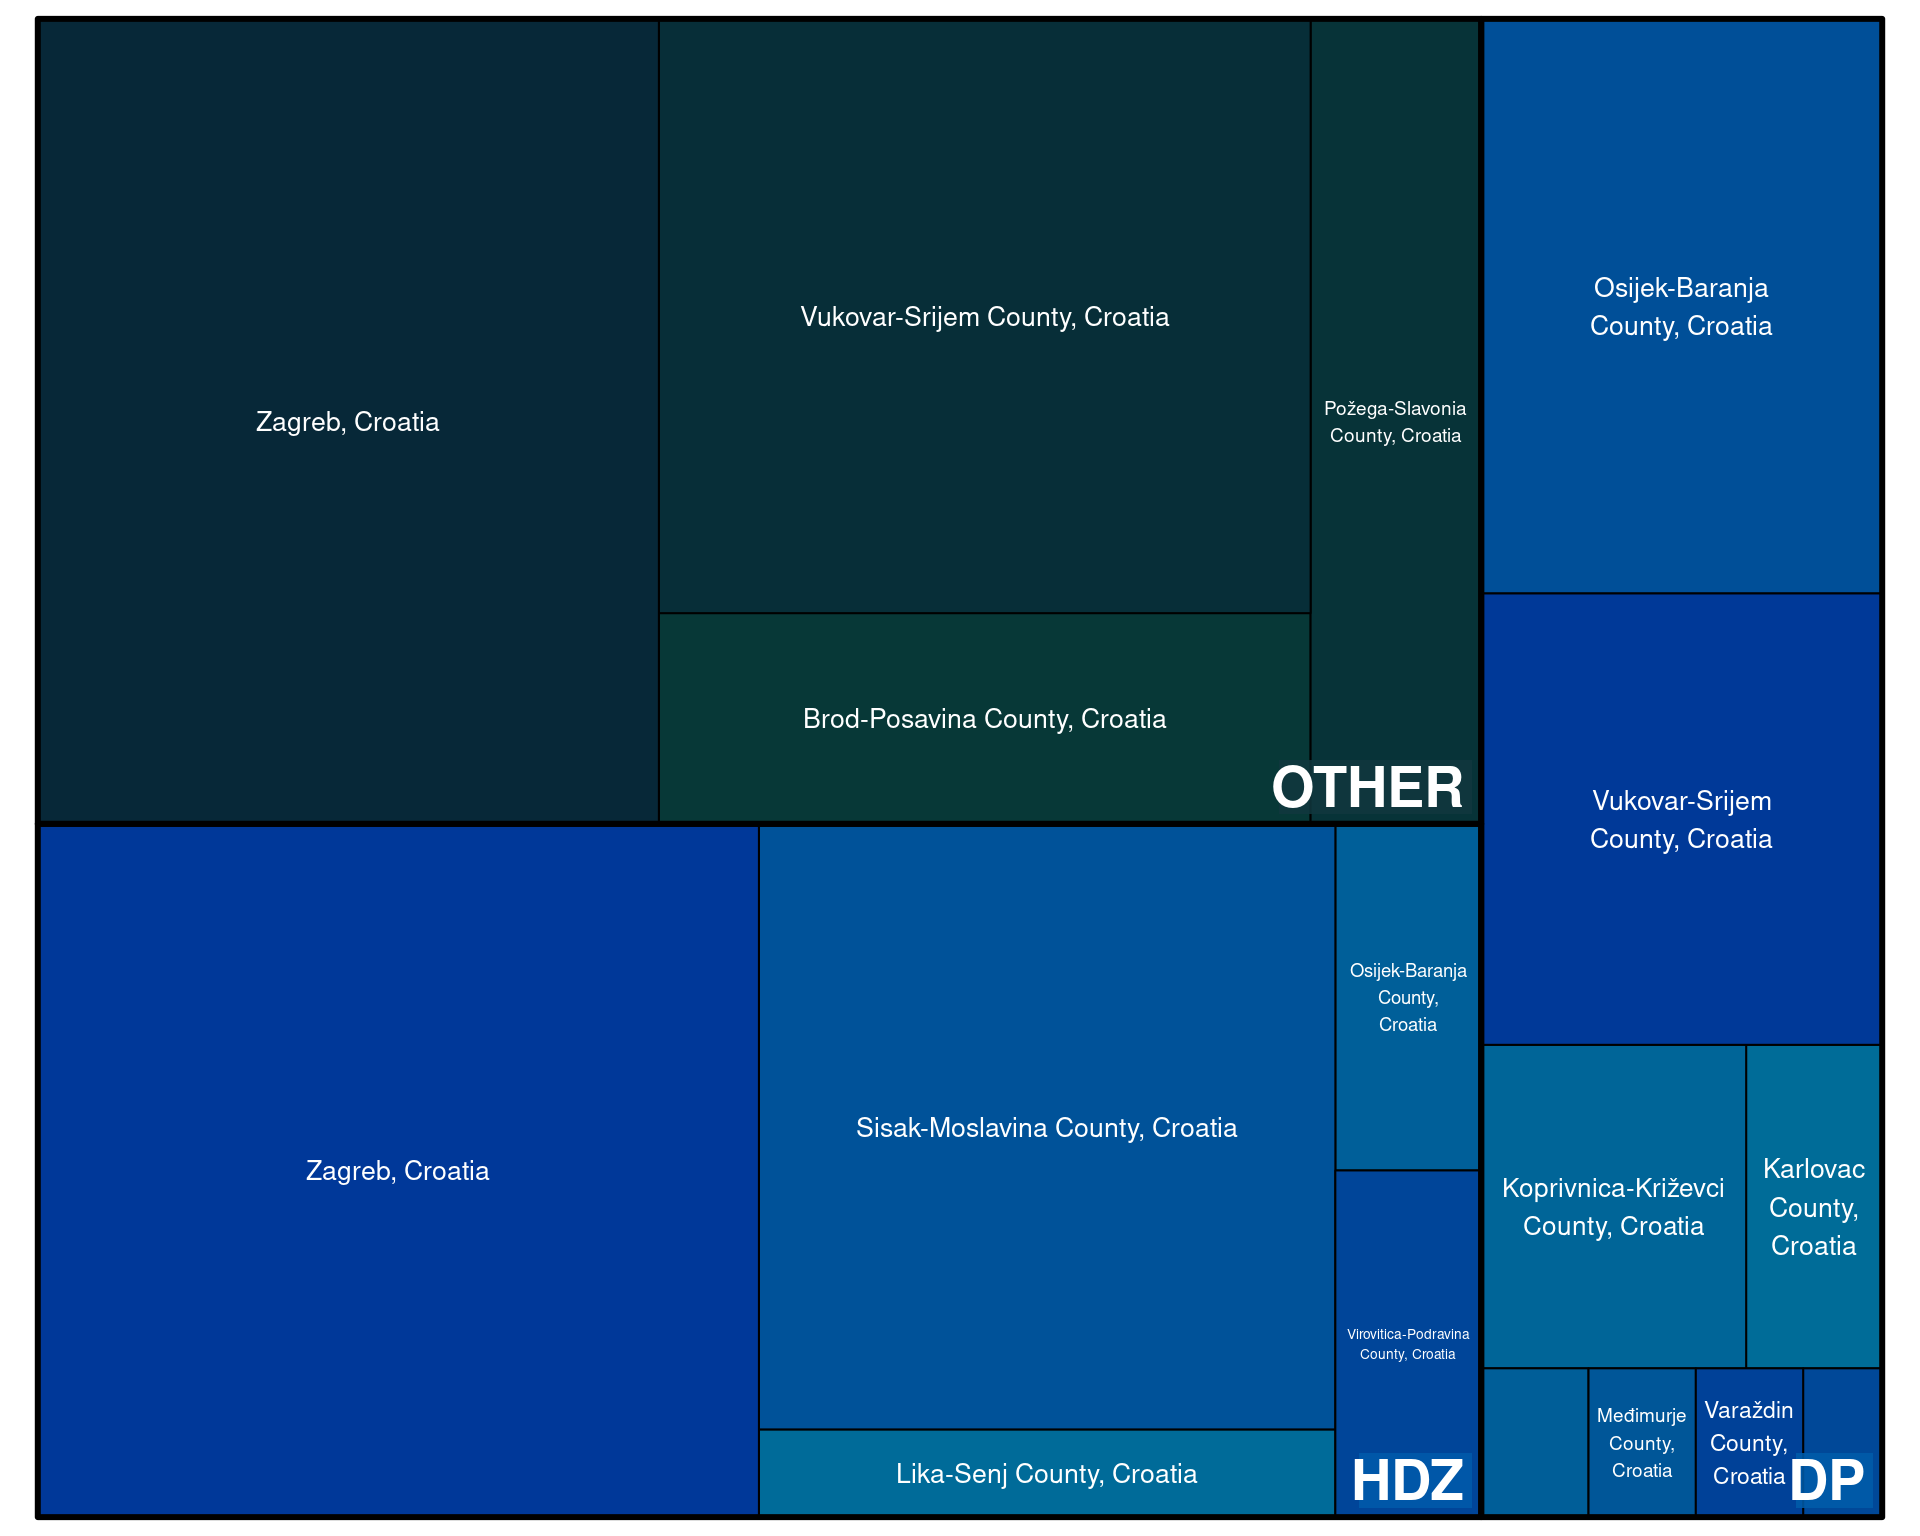 Zagreb, Croatia
Vukovar-Srijem County, Croatia
Požega-Slavonia
County, Croatia
Brod-Posavina County, Croatia
OTHER
Osijek-Baranja
County, Croatia
Vukovar-Srijem
County, Croatia
Zagreb, Croatia
Sisak-Moslavina County, Croatia
Osijek-Baranja
County,
Croatia
Virovitica-Podravina
County, Croatia
Lika-Senj County, Croatia
HDZ
Koprivnica-Križevci
County, Croatia
Karlovac
County,
Croatia
Međimurje
County,
Croatia
Varaždin
County,
Croatia
DP